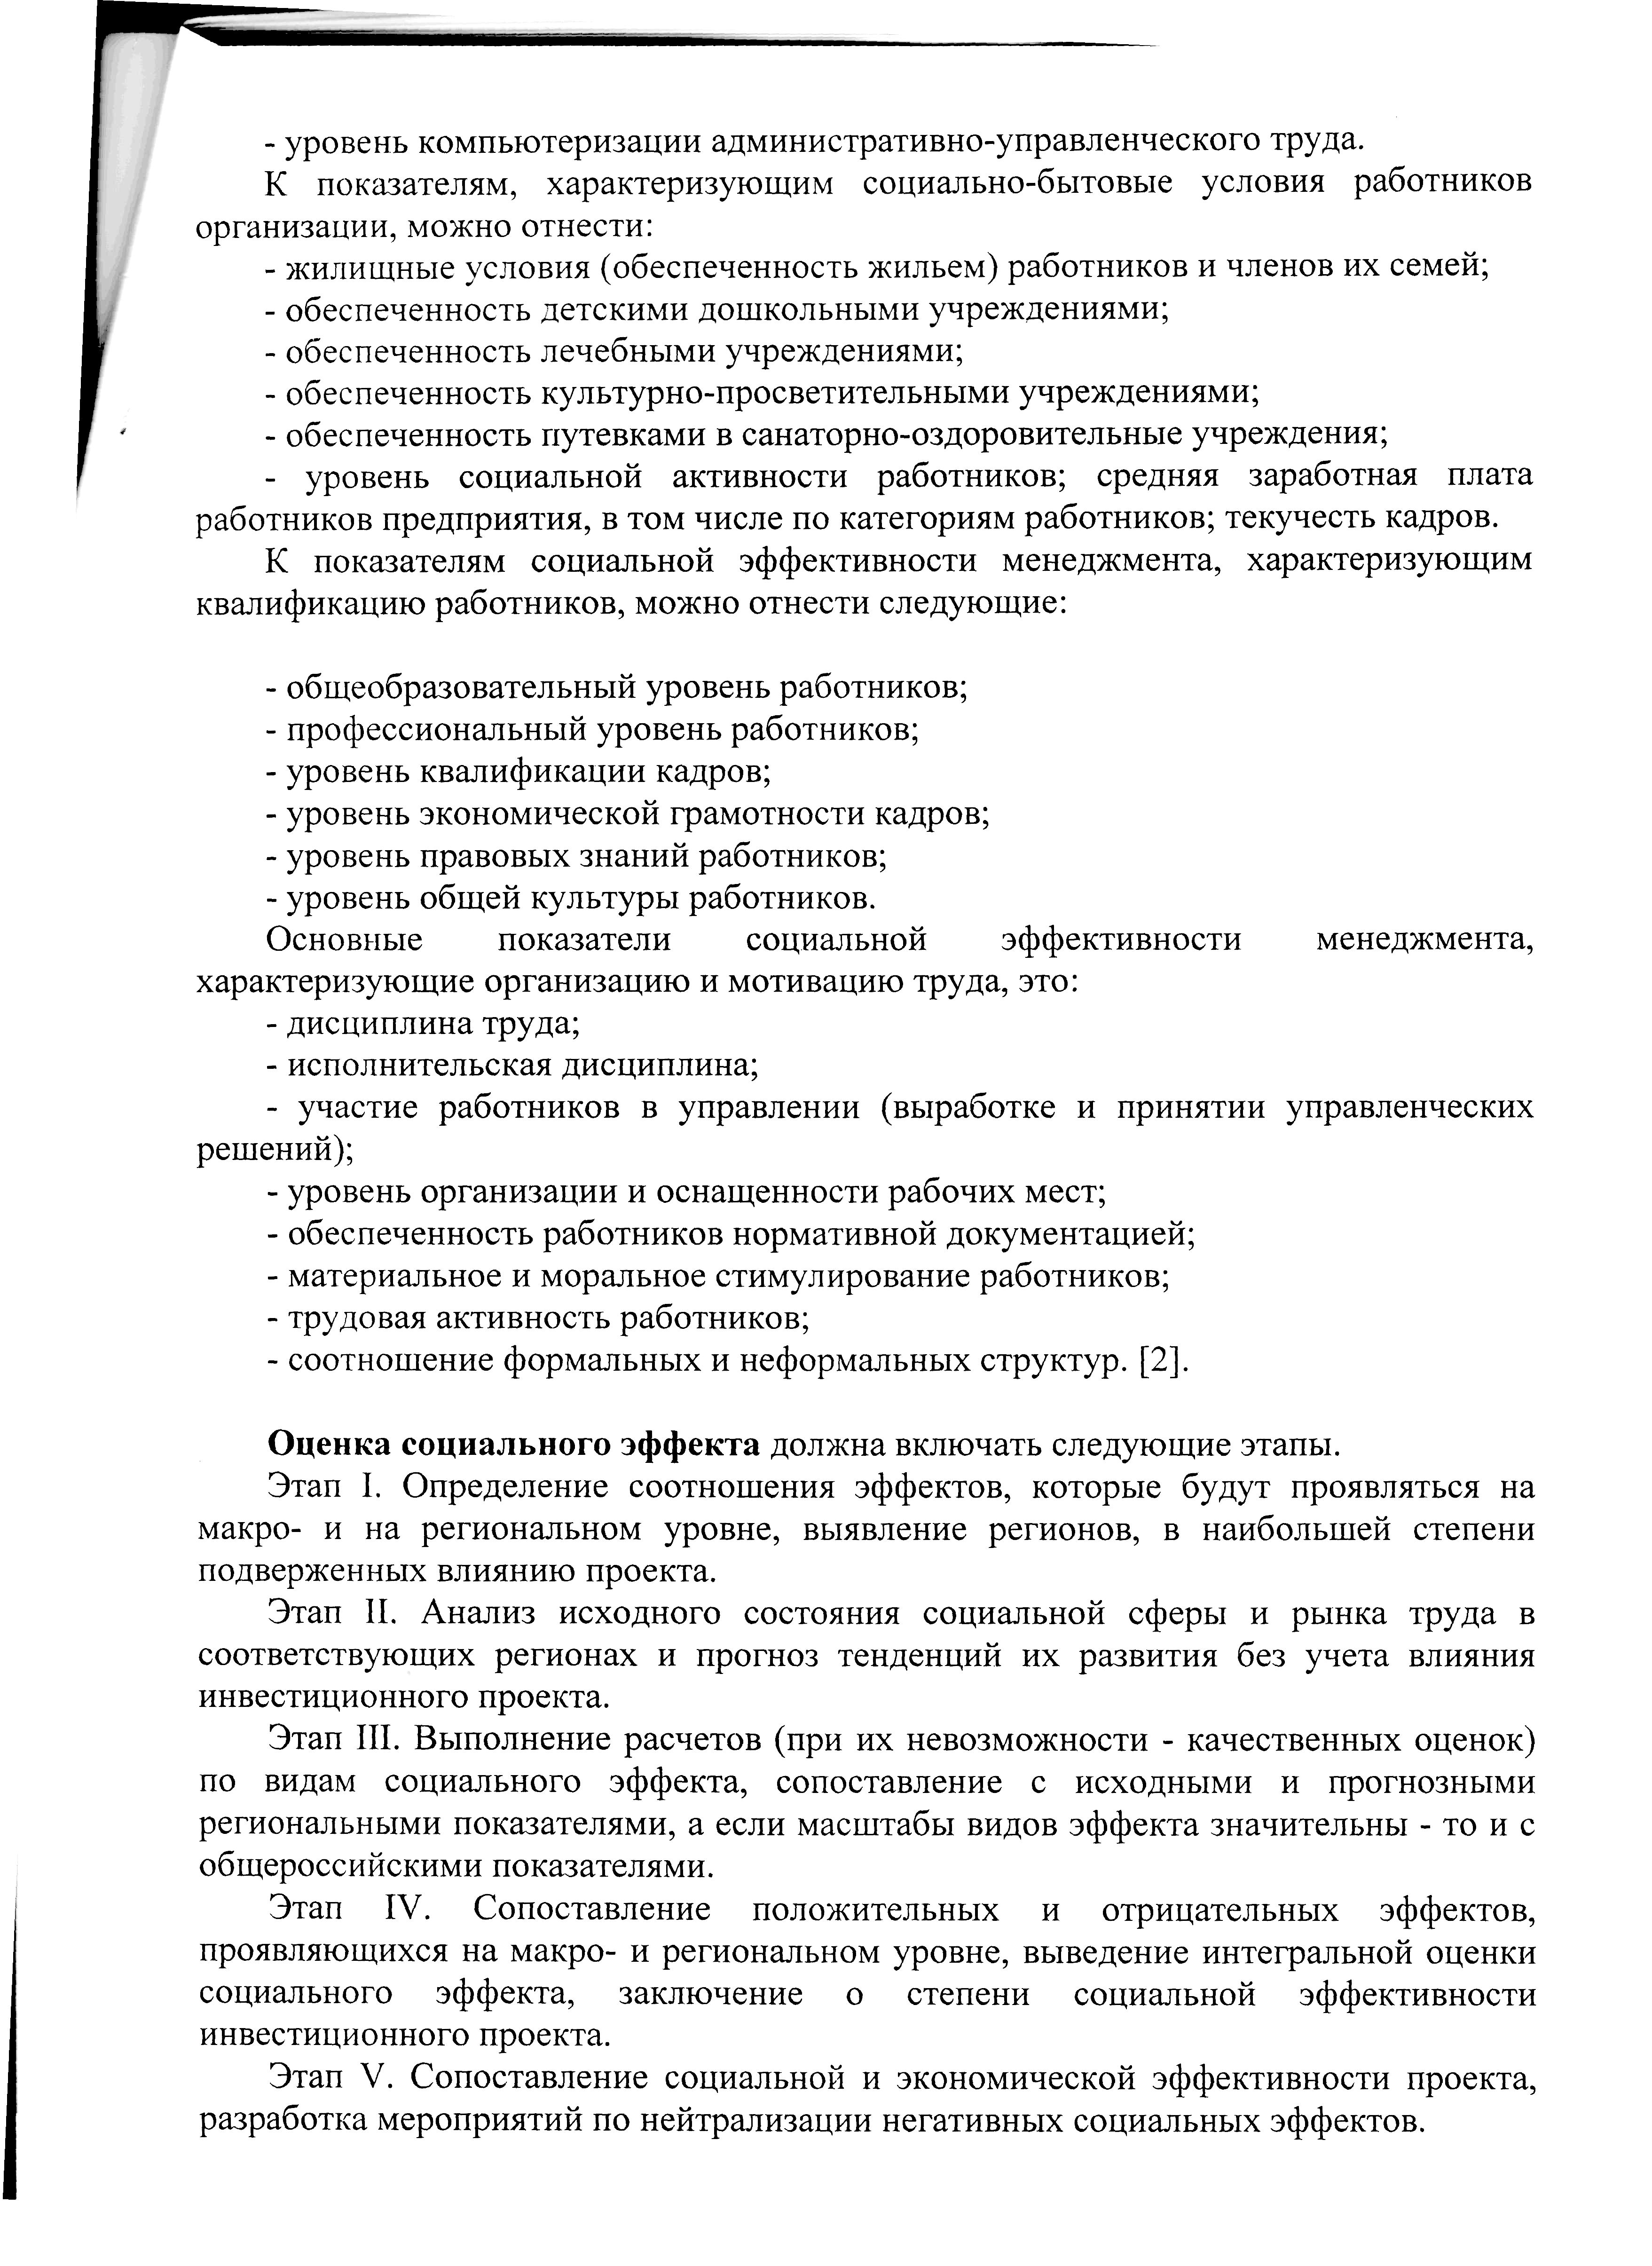 - уровень компьютеризации административно-управленческого труда.
К показателям, характеризующим социально-бытовые условия работников
организации, можно отнести:
- жилищные условия (обеспеченность жильем) работников и членов их семей;
- обеспеченность детскими дошкольными учреждениями;
- обеспеченность лечебными учреждениями;
- обеспеченность культурно-просветительными учреждениями;
- обеспеченность путевками в санаторно-оздоровительные учреждения;
- уровень социальной активности работников; средняя заработная плата
работников предприятия, в том числе по категориям работников; текучесть кадров.
К показателям социальной эффективности менеджмента, характеризующим
квалификацию работников, можно отнести следующие:
- общеобразовательный уровень работников;
- профессиональный уровень работников;
- уровень квалификации кадров;
- уровень экономической грамотности кадров;
- уровень правовых знаний работников;
- уровень общей культуры работников.
Основные показатели социальной эффективности менеджмента,
характеризующие организацию и мотивацию труда, это:
- дисциплина труда;
- исполнительская дисциплина;
- участие работников в управлении (выработке и принятии управленческих
решений);
- уровень организации и оснащенности рабочих мест;
- обеспеченность работников нормативной документацией;
- материальное и моральное стимулирование работников;
- трудовая активность работников;
- соотношение формальных и неформальных структур. [2].
Оценка социального эффекта должна включать следующие этапы.
Этап I. Определение соотношения эффектов, которые будут проявляться на
макро- и на региональном уровне, выявление регионов, в наибольшей степени
подверженных влиянию проекта.
Этап II. Анализ исходного состояния социальной сферы и рынка труда в
соответствующих регионах и прогноз тенденций их развития без учета влияния
инвестиционного проекта.
Этап III. Выполнение расчетов (при их невозможности - качественных оценок)
по видам социального эффекта, сопоставление с исходными и прогнозными
региональными показателями, а если масштабы видов эффекта значительны - то и с
общероссийскими показателями.
Этап IV. Сопоставление положительных и отрицательных эффектов,
проявляющихся на макро- и региональном уровне, выведение интегральной оценки
социального эффекта, заключение о степени социальной эффективности
инвестиционного проекта.
Этап V. Сопоставление социальной и экономической эффективности проекта,
разработка мероприятий по нейтрализации негативных социальных эффектов.